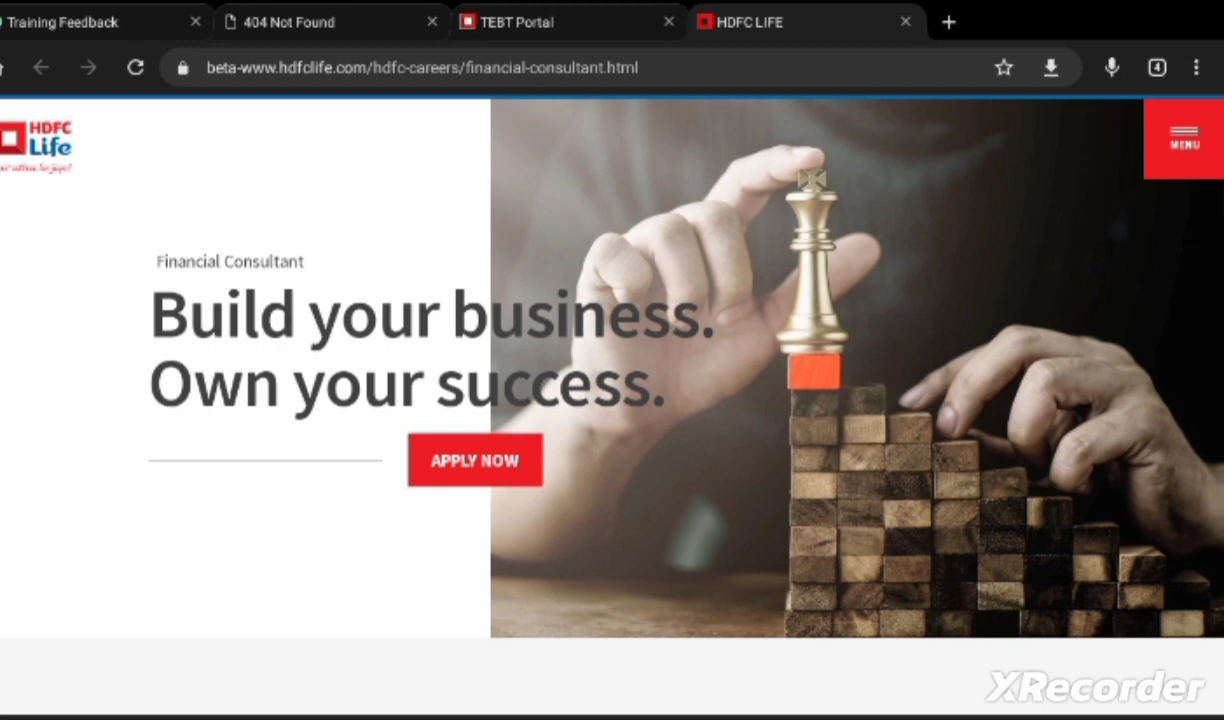 Training Feedback
404 Not Found
TEBT Portal
HDFC LIFE
beta-www.hdfclife.com/hdfc-careers/financial-consultant.html
4
HDFC
Life
MENU
Financial Consultant
Build your business.
Own your success.
APPLY NOW
XRecorder